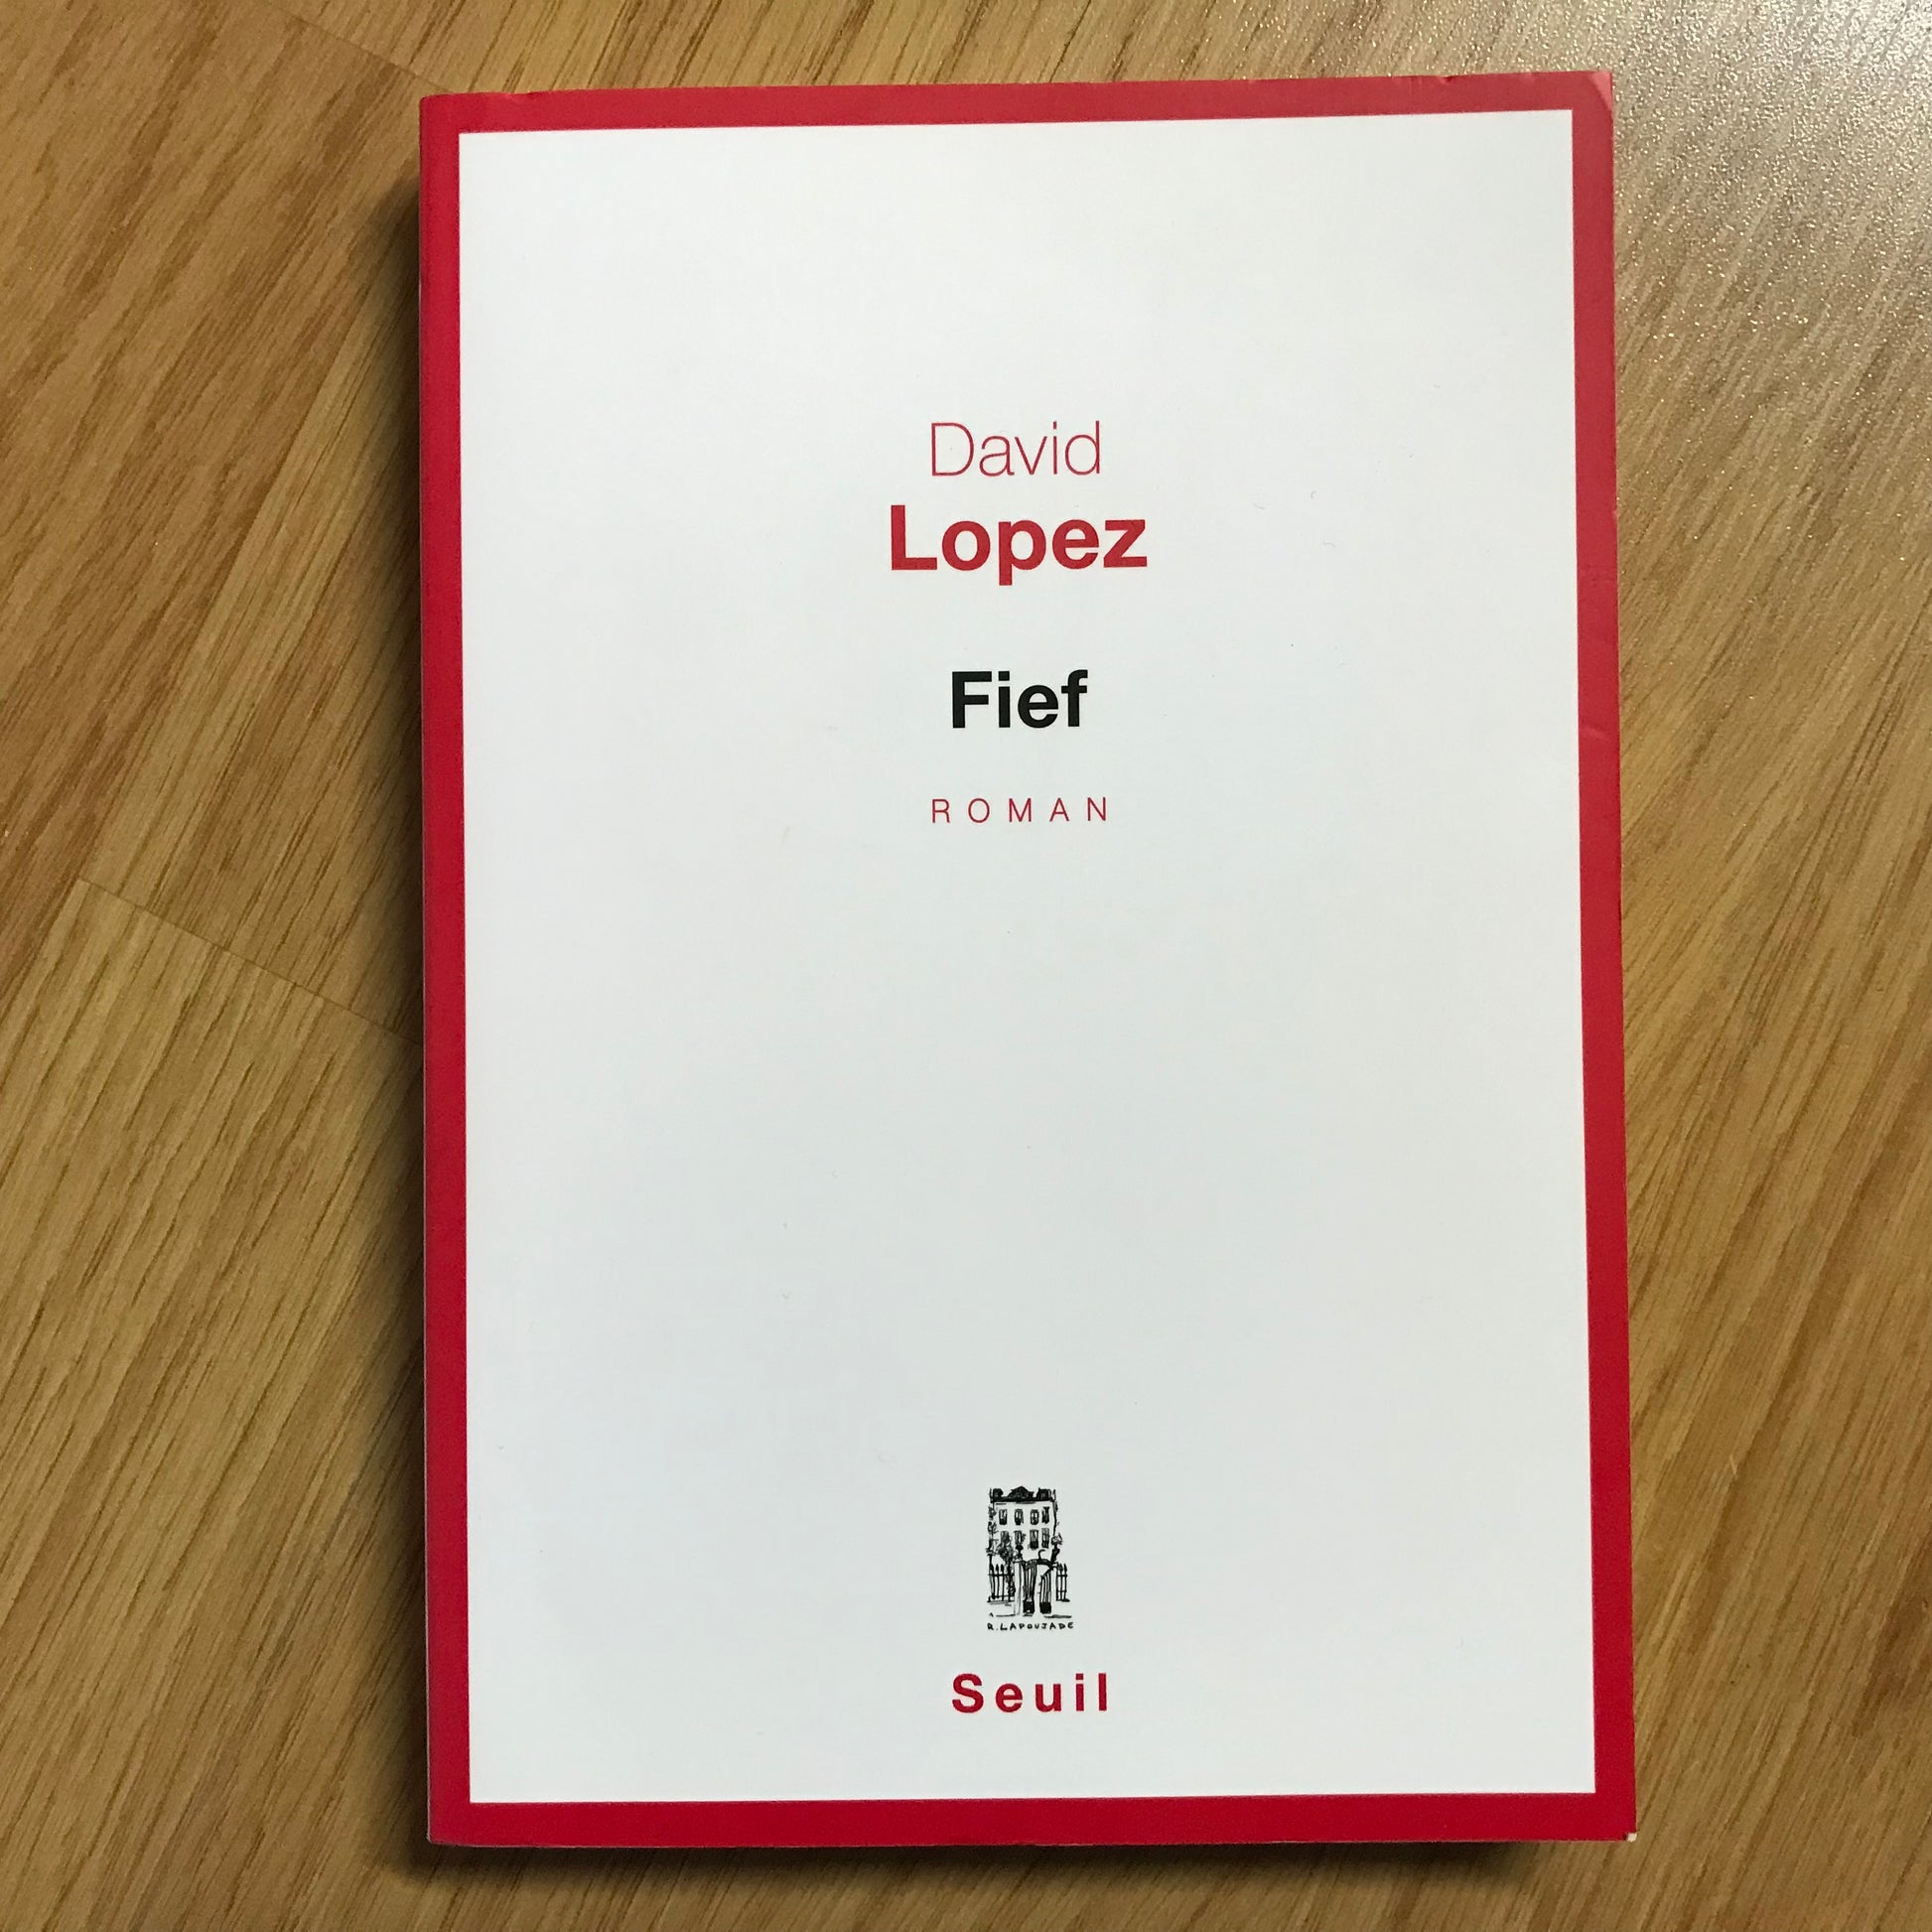 David
Lopez
Fief
ROMAN
R. LAPOUJADE
Seuil